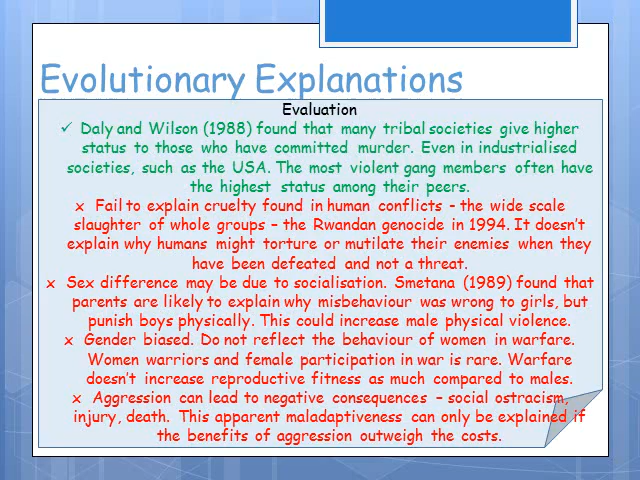 Evolutionary Explanations
Evaluation
✓ Daly and Wilson (1988) found that many tribal societies give higher
status to those who have committed murder. Even in industrialised
societies, such as the USA. The most violent gang members often have
the highest status among their peers.
x Fail to explain cruelty found in human conflicts - the wide scale
slaughter of whole groups – the Rwandan genocide in 1994. It doesn't
explain why humans might torture or mutilate their enemies when they
have been defeated and not a threat.
x Sex difference may be due to socialisation. Smetana (1989) found that
parents are likely to explain why misbehaviour was wrong to girls, but
punish boys physically. This could increase male physical violence.
x Gender biased. Do not reflect the behaviour of women in warfare.
Women warriors and female participation in war is rare. Warfare
doesn't increase reproductive fitness as much compared to males.
x Aggression can lead to negative consequences – social ostracism,
injury, death. This apparent maladaptiveness can only be explained if
the benefits of aggression outweigh the costs.